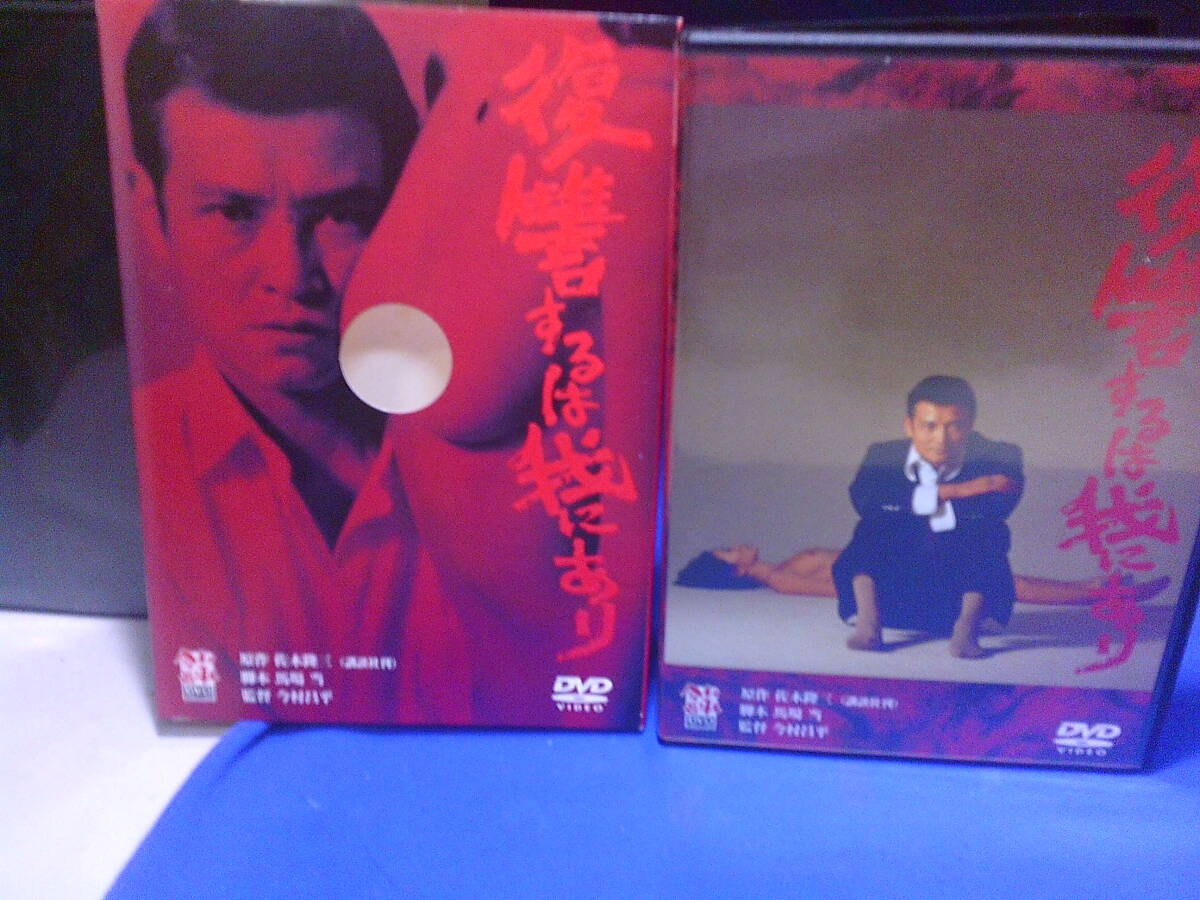 復讐するは我にあり
原作 佐木隆三（講談社刊）
脚本 馬場 当
監督 今村昌平
DVD
VIDEO
復讐するは我にあり
原作 佐木隆三（講談社刊）
脚本 馬場 当
監督 今村昌平
DVD
VIDEO